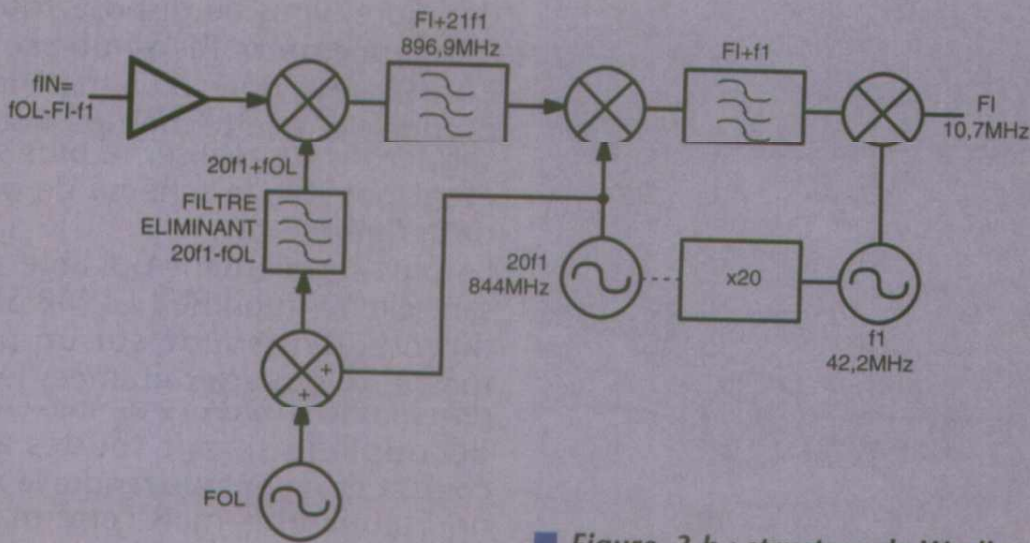 FI+21f1
896,9MHz
FI+f1
fIN=
fOL-FI-f1
FI
10,7MHz
20f1+fOL
FILTRE
ELIMINANT
20f1-fOL
20f1
844MHz
x20
f1
42,2MHz
+
+
FOL